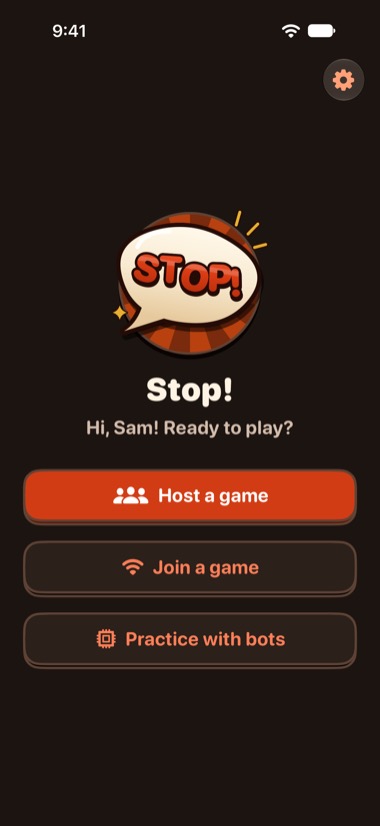 9:41
STOP!
Stop!
Hi, Sam! Ready to play?
Host a game
Join a game
Practice with bots